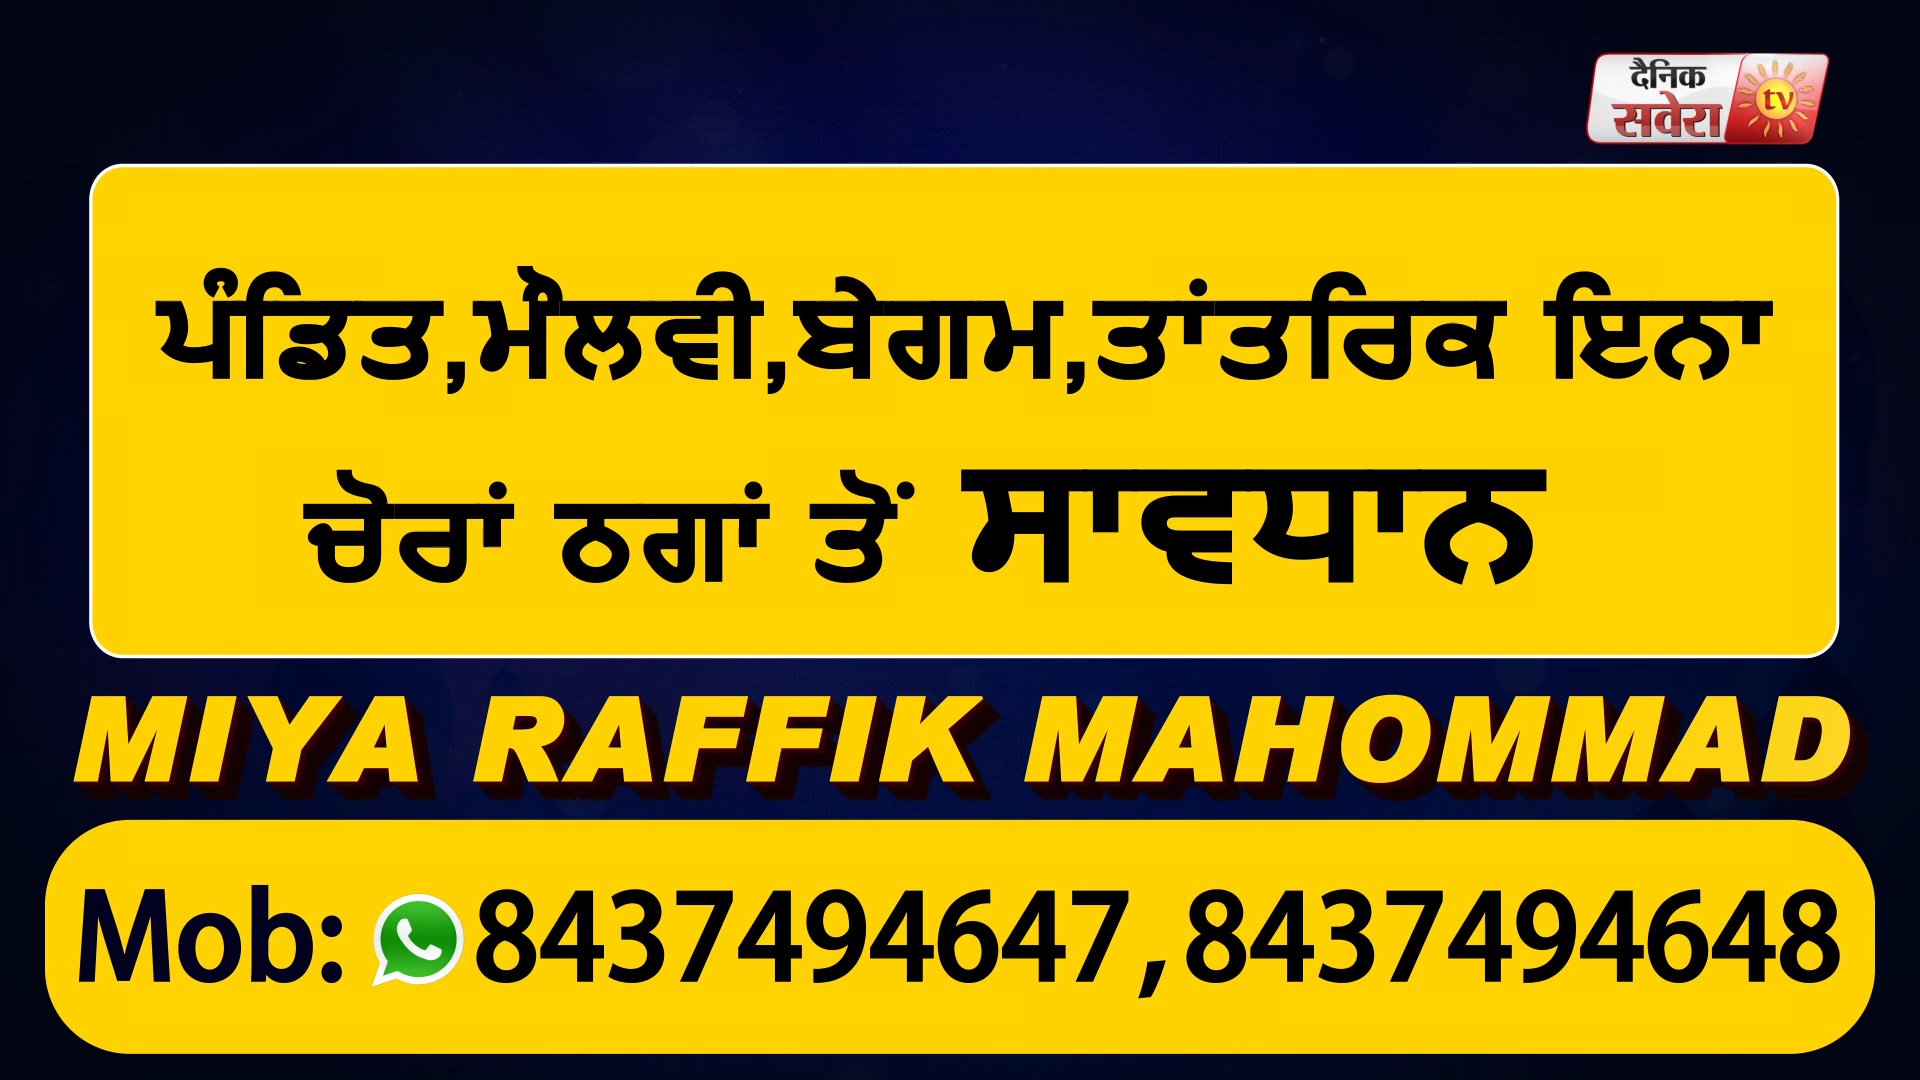 दैनिक
सवेरा tv
ਪੰਡਿਤ,ਮੌਲਵੀ,ਬੇਗਮ,ਤਾਂਤਰਿਕ ਇਨਾ
ਚੋਰਾਂ ਠਗਾਂ ਤੋਂ ਸਾਵਧਾਨ
MIYA RAFFIK MAHOMMAD
Mob: 8437494647,8437494648